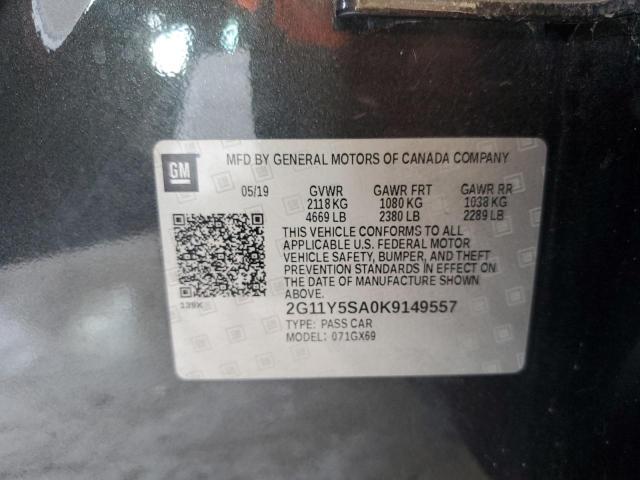 GM
MFD BY GENERAL MOTORS OF CANADA COMPANY
05/19 GVWR GAWR FRT GAWR RR
2118 KG 1080 KG 1038 KG
4669 LB 2380 LB 2289 LB
THIS VEHICLE CONFORMS TO ALL
APPLICABLE U.S. FEDERAL MOTOR
VEHICLE SAFETY, BUMPER, AND THEFT
PREVENTION STANDARDS IN EFFECT ON
THE DATE OF MANUFACTURE SHOWN
ABOVE.
139X
2G11Y5SA0K9149557
TYPE: PASS CAR
MODEL: 071GX69